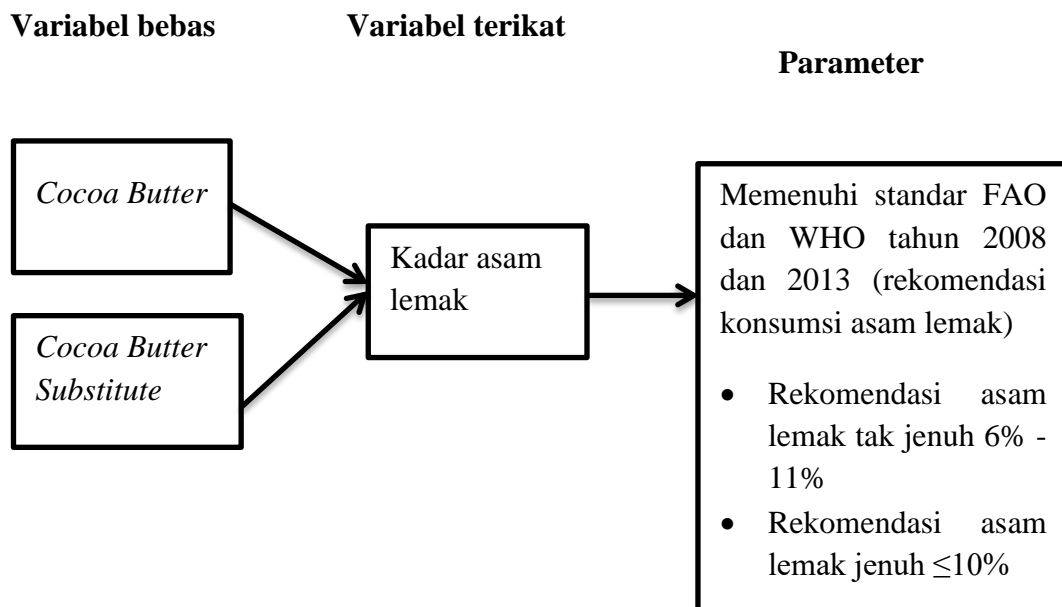 Variabel bebas
Variabel terikat
Parameter
Cocoa Butter
Cocoa Butter
Substitute
Kadar asam
lemak
Memenuhi standar FAO
dan WHO tahun 2008
dan 2013 (rekomendasi
konsumsi asam lemak)
• Rekomendasi asam
lemak tak jenuh 6% -
11%
• Rekomendasi asam
lemak jenuh ≤10%